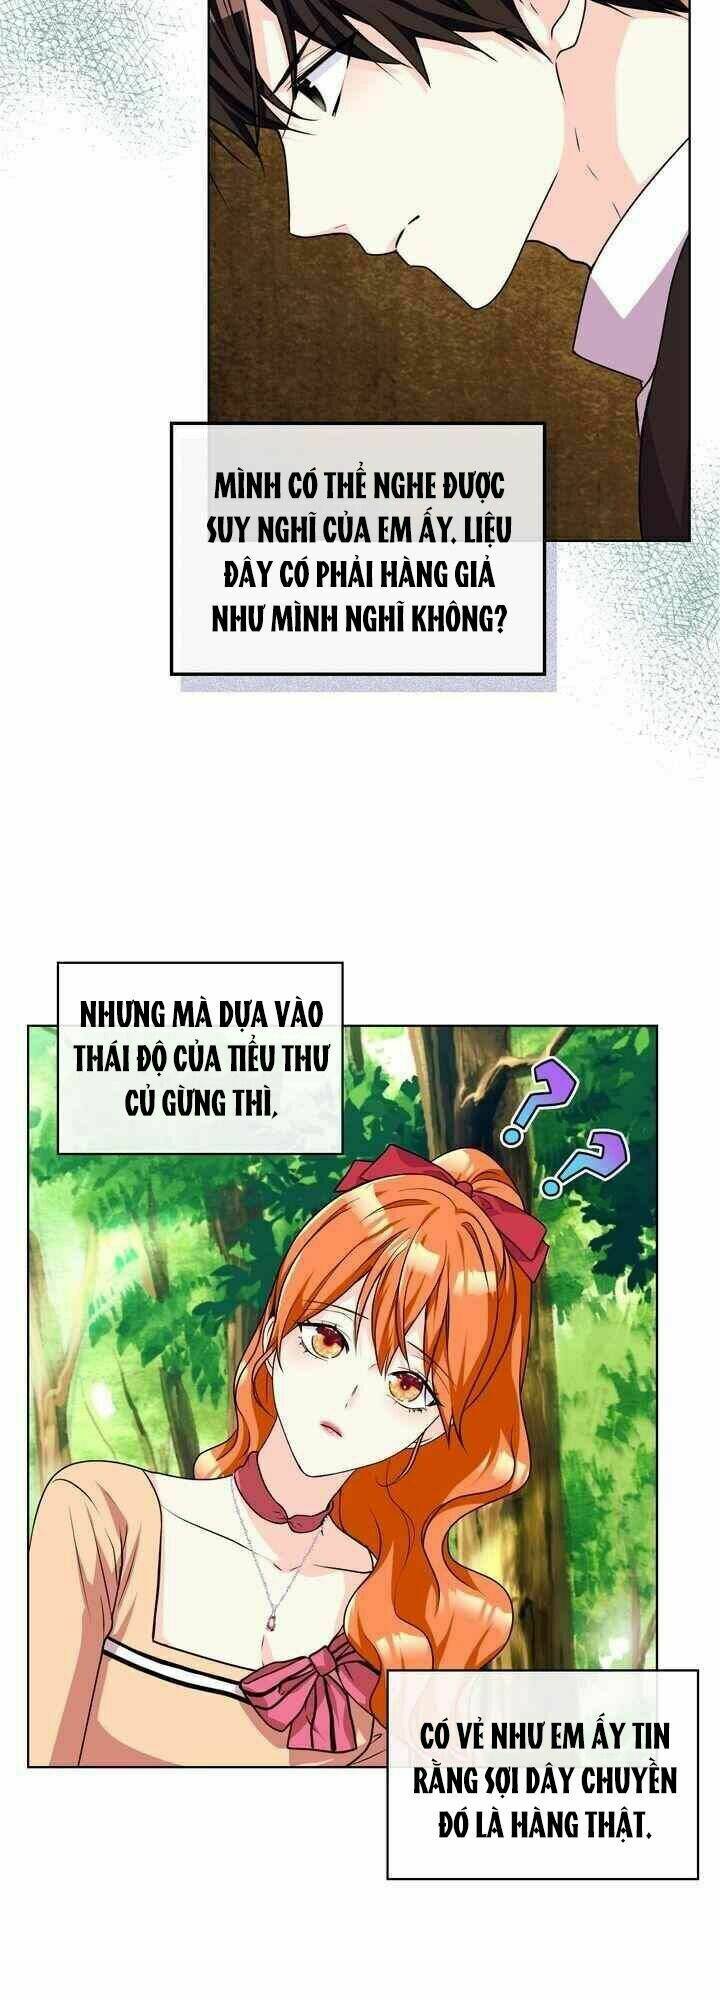 MÌNH CÓ THỂ NGHE ĐƯỢC
SUY NGHĨ CỦA EM ẤY. LIỆU
ĐÂY CÓ PHẢI HÀNG GIẢ
NHƯ MÌNH NGHĨ KHÔNG?
NHƯNG MÀ DỰA VÀO
THÁI ĐỘ CỦA TIỂU THƯ
CỦ GỪNG THÌ,
? ?
CÓ VẺ NHƯ EM ẤY TIN
RẰNG SỢI DÂY CHUYỀN
ĐÓ LÀ HÀNG THẬT.